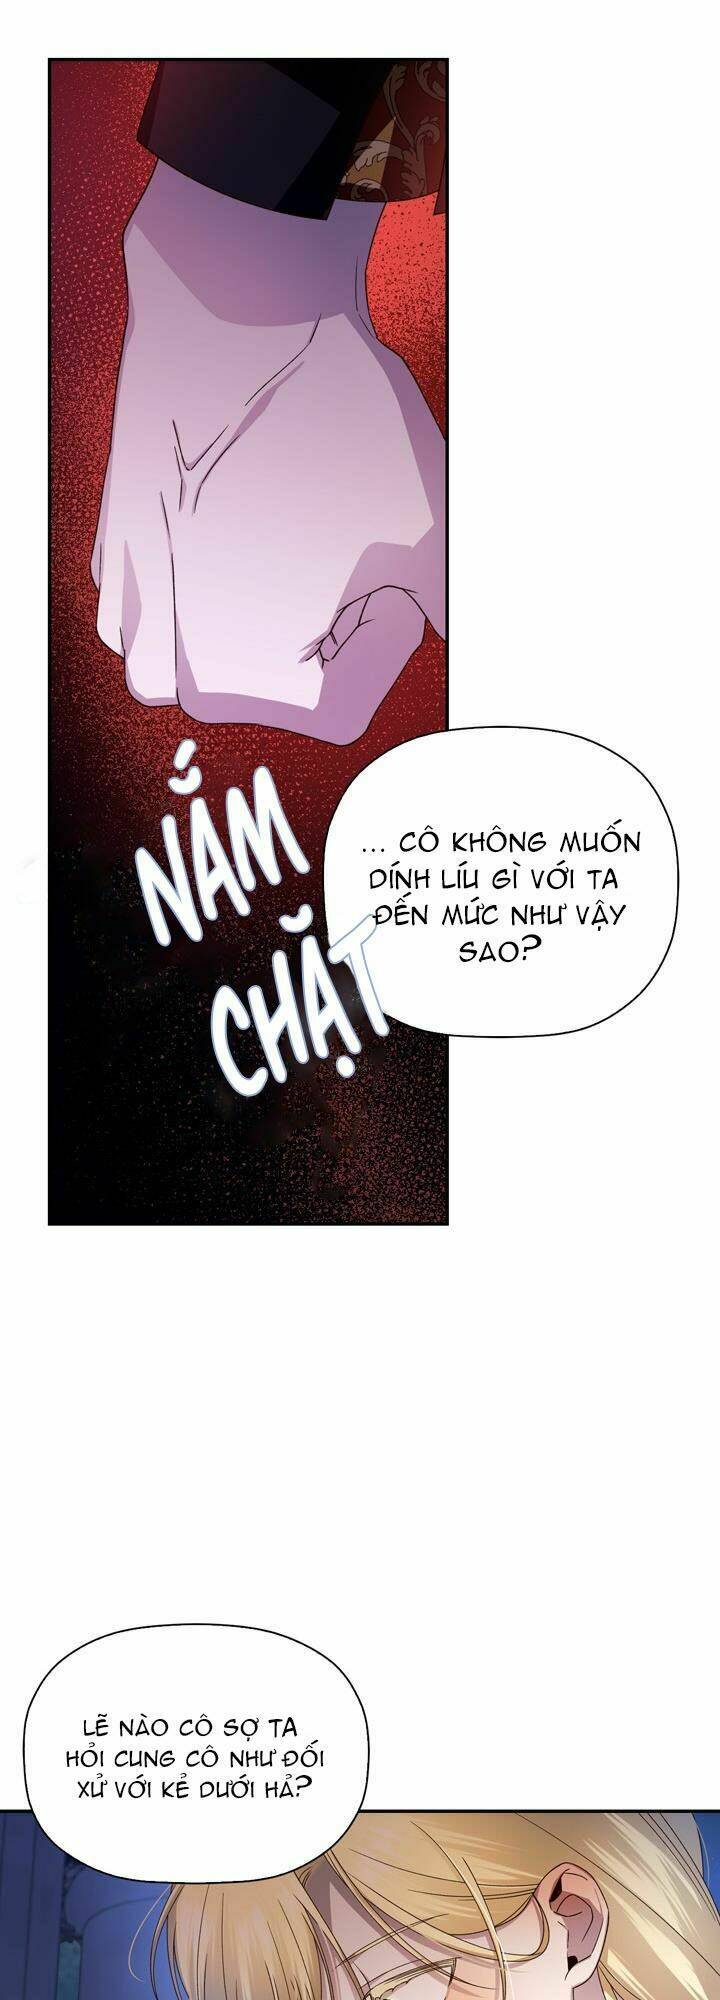 NẮM
CHẶT
... CÔ KHÔNG MUỐN
DÍNH LÍU GÌ VỚI TA
ĐẾN MỨC NHƯ VẬY
SAO?
LẼ NÀO CÔ SỢ TA
HỎI CUNG CÔ NHƯ ĐỐI
XỬ VỚI KẺ DƯỚI HẢ?